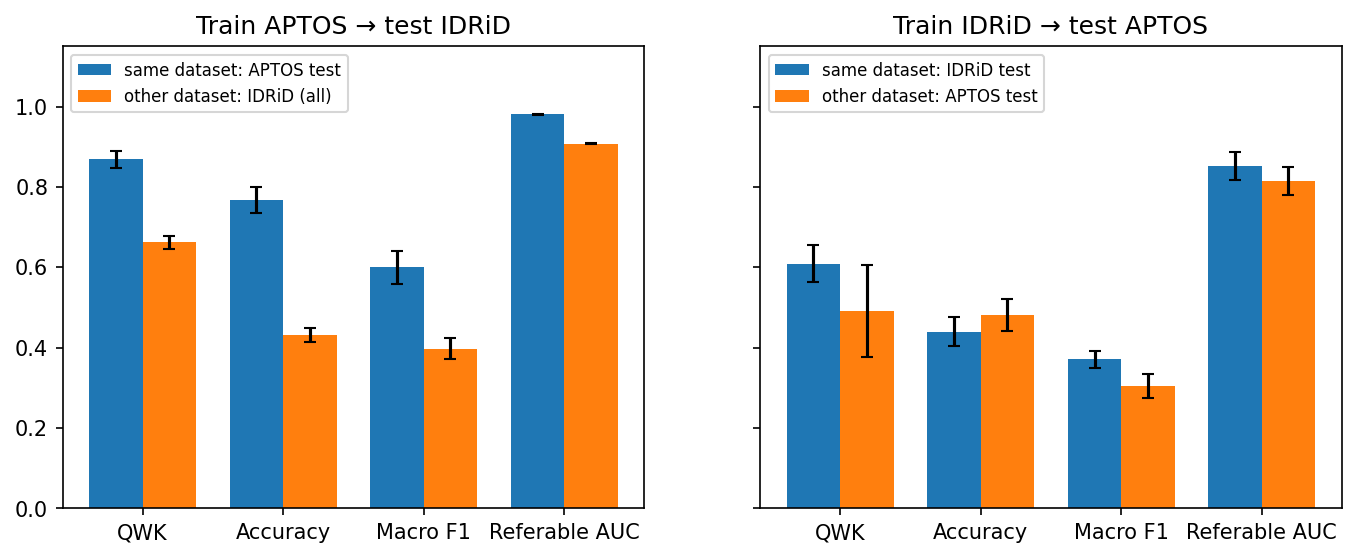 Train APTOS → test IDRiD
same dataset: APTOS test
other dataset: IDRiD (all)
1.0
0.8
0.6
0.4
0.2
0.0
QWK
Accuracy
Macro F1
Referable AUC
Train IDRiD → test APTOS
same dataset: IDRiD test
other dataset: APTOS test
QWK
Accuracy
Macro F1
Referable AUC